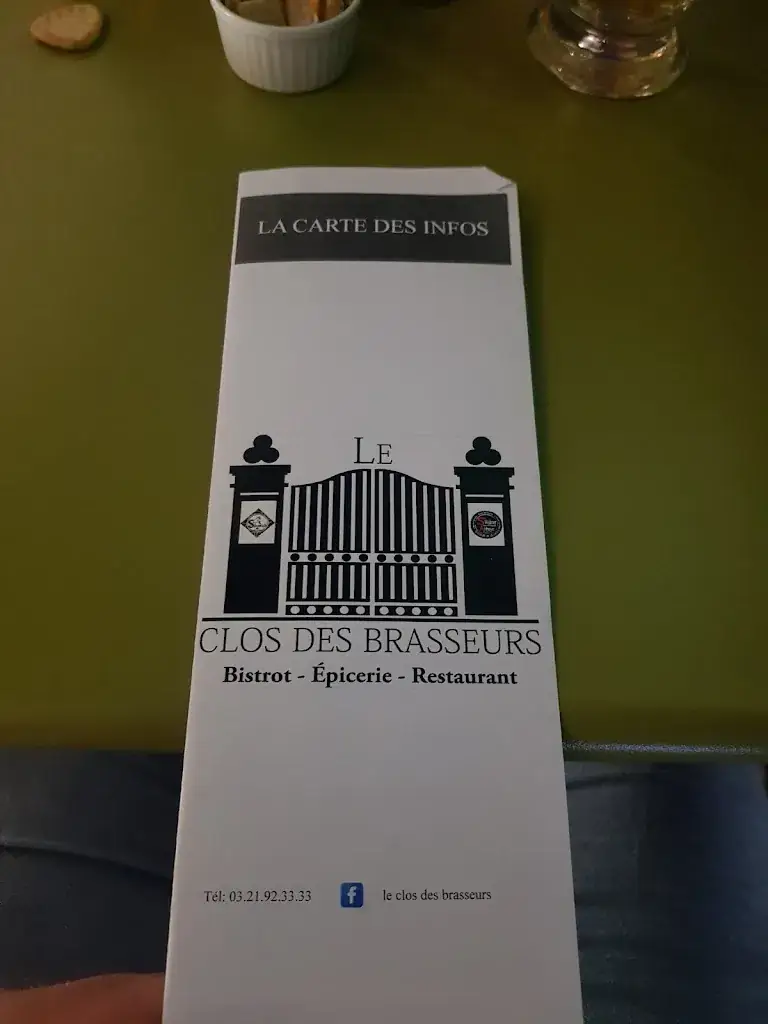 LA CARTE DES INFOS
LE
CLOS DES BRASSEURS
Bistrot - Épicerie - Restaurant
Tél: 03.21.92.33.33
le clos des brasseurs